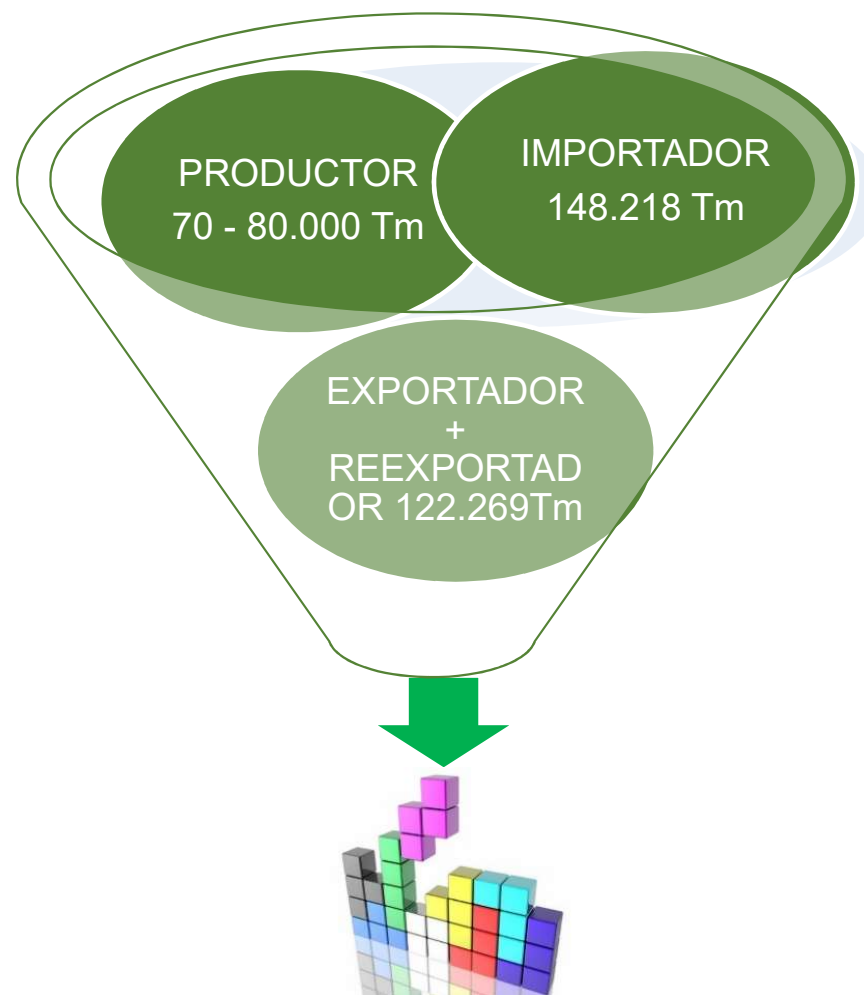 PRODUCTOR
70 - 80.000 Tm
IMPORTADOR
148.218 Tm
EXPORTADOR
+
REEXPORTAD
OR 122.269Tm